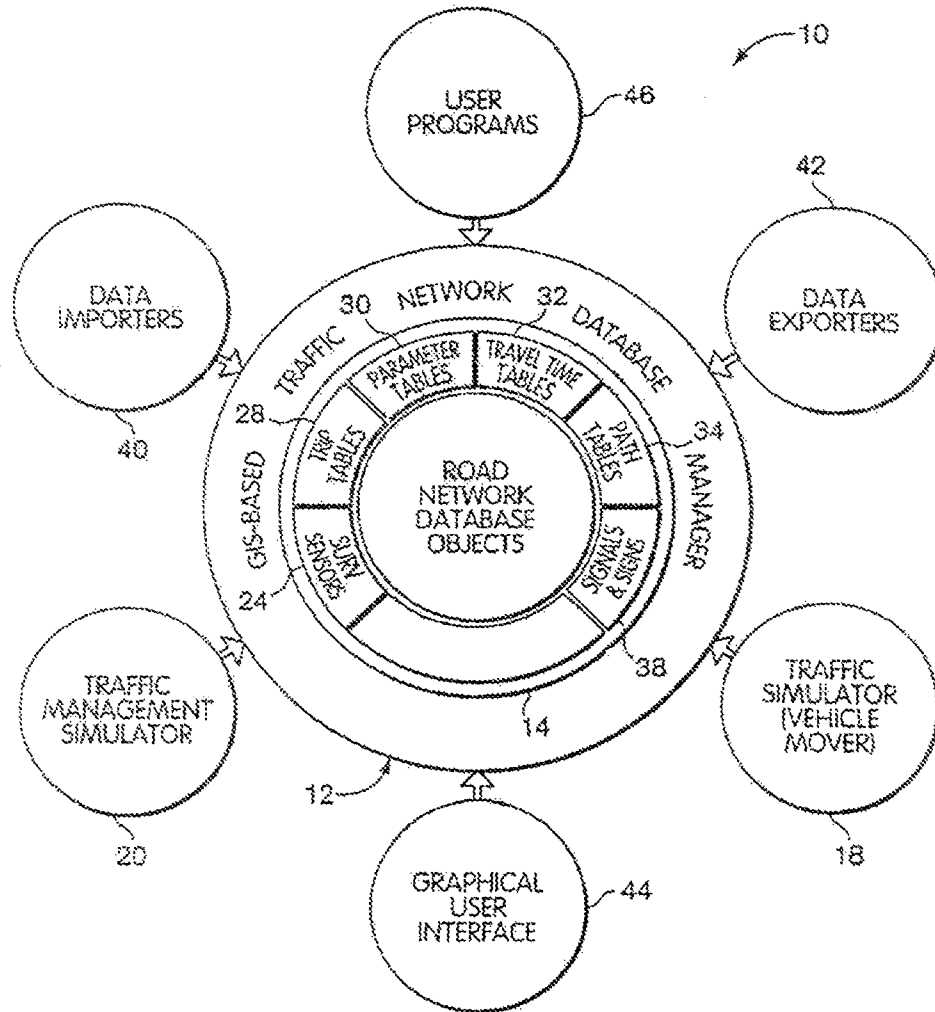 10
USER
PROGRAMS
46
42
DATA
IMPORTERS
40
DATA
EXPORTERS
GIS-BASED TRAFFIC NETWORK DATABASE MANAGER
30
32
28
34
PARAMETER
TABLES
TRAVEL TIME
TABLES
TRIP
TABLES
PATH
TABLES
ROAD
NETWORK
DATABASE
OBJECTS
SURV
SENSORS
SIGNALS
& SIGNS
24
38
14
12
TRAFFIC
MANAGEMENT
SIMULATOR
20
TRAFFIC
SIMULATOR
(VEHICLE
MOVER)
18
GRAPHICAL
USER
INTERFACE
44